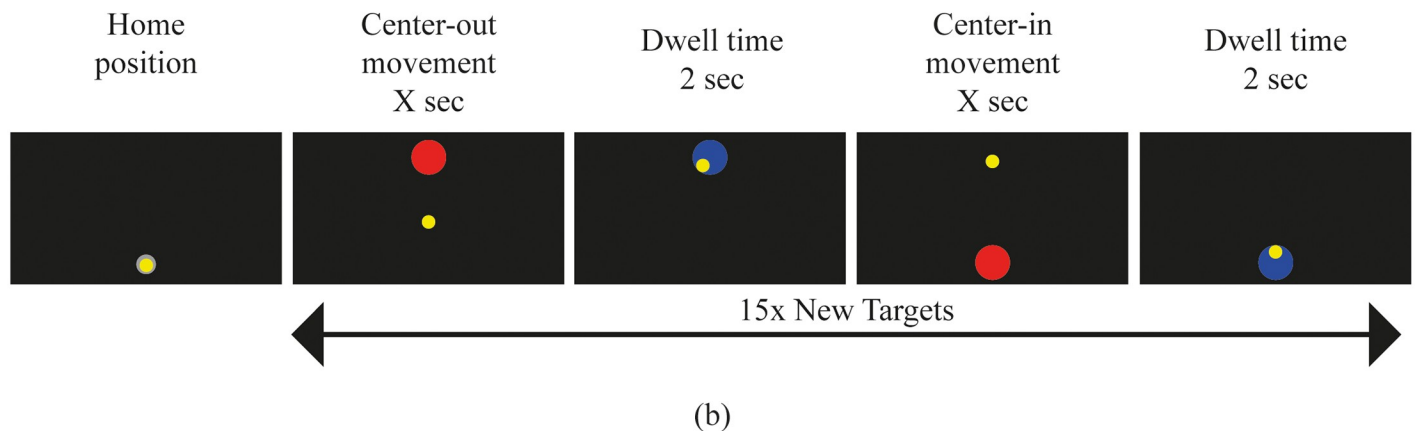 Home
position
Center-out
movement
X sec
Dwell time
2 sec
Center-in
movement
X sec
Dwell time
2 sec
15x New Targets
(b)